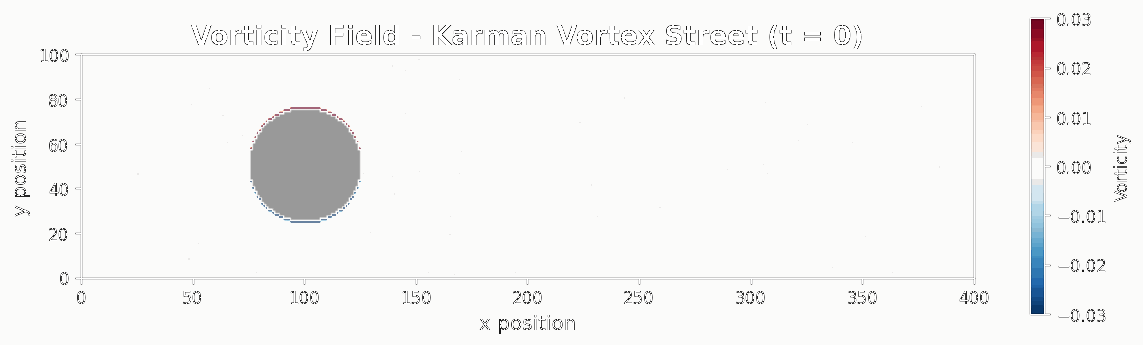 Vorticity Field - Karman Vortex Street (t = 0)
100
80
60
40
20
0
y position
0 50 100 150 200 250 300 350 400
x position
0.03
0.02
0.01
0.00
−0.01
−0.02
−0.03
Vorticity